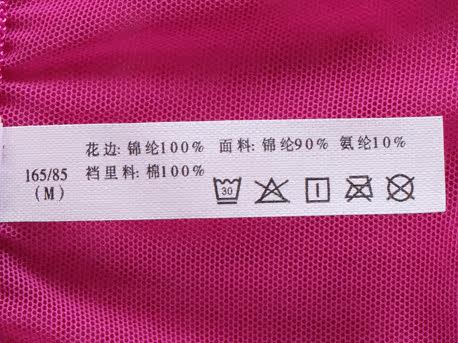 花边: 锦纶100% 面料: 锦纶90% 氨纶10%
165/85 裆里料: 棉100%
(M)
30